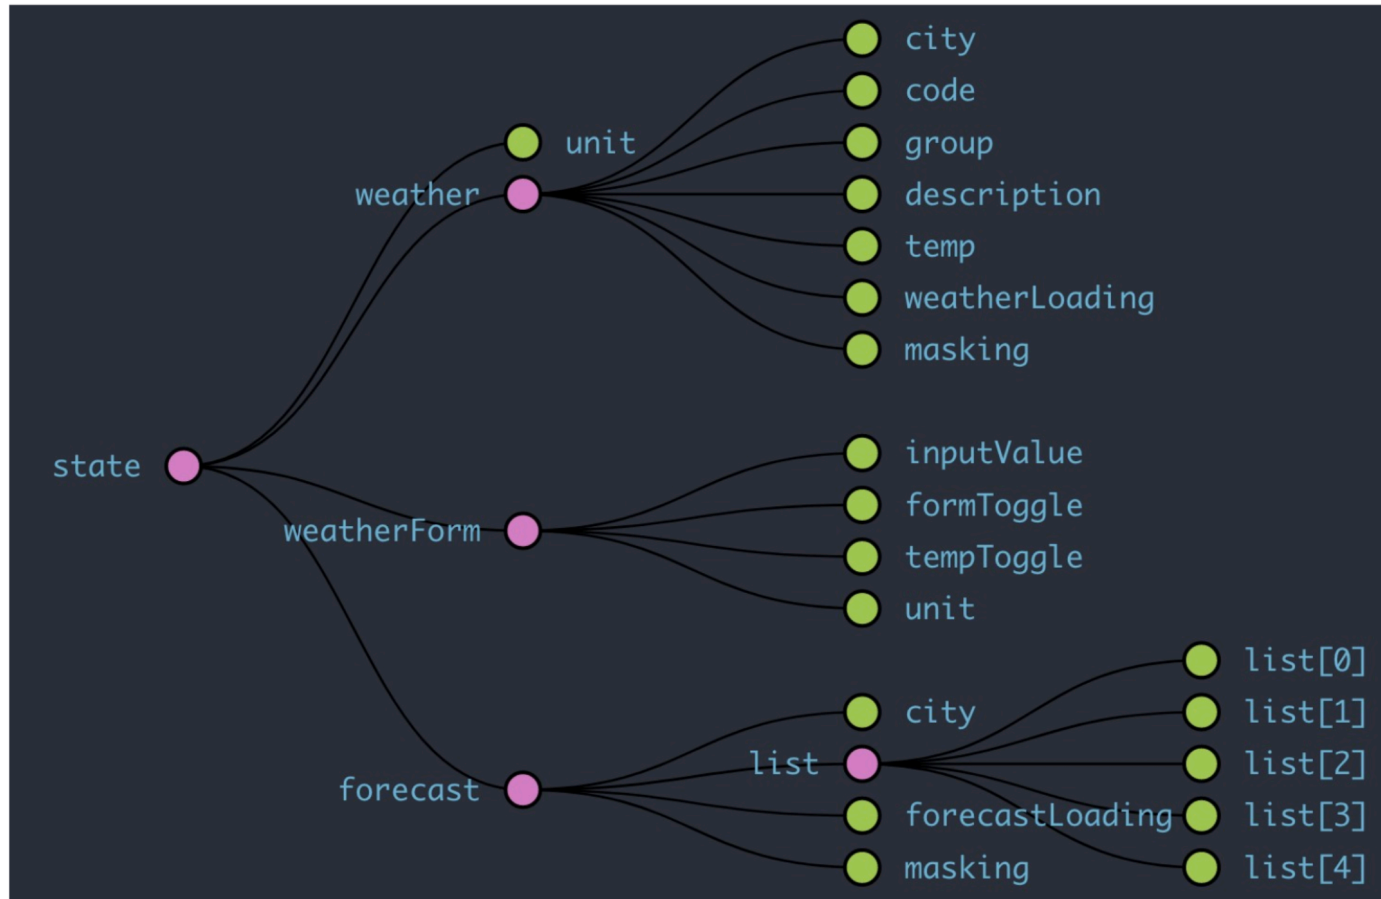 city
code
unit
group
weather
description
temp
weatherLoading
masking
inputValue
state
formToggle
weatherForm
tempToggle
unit
list[0]
city
list[1]
list
list[2]
forecast
forecastLoading
list[3]
masking
list[4]